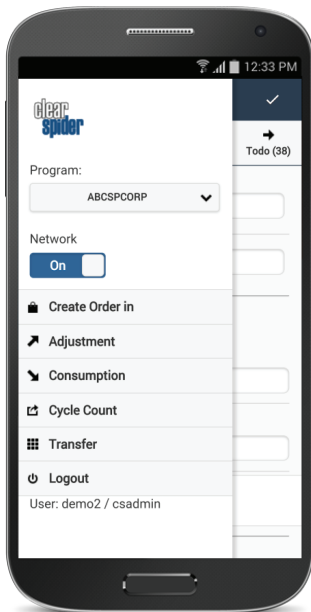 12:33 PM
clear
spider
Todo (38)
Program:
ABCSPCORP
Network
On
Create Order in
Adjustment
Consumption
Cycle Count
Transfer
Logout
User: demo2 / csadmin